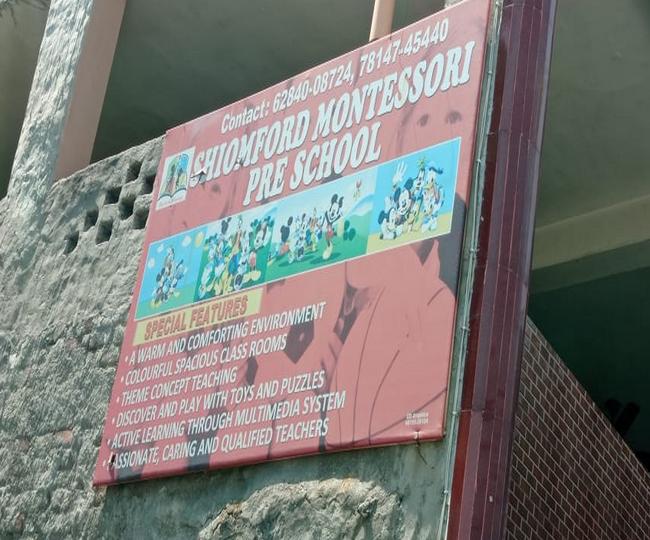 Contact: 62840-08724, 78147-45440
SHIOMFORD MONTESSORI
PRE SCHOOL
SPECIAL FEATURES
• A WARM AND COMFORTING ENVIRONMENT
• COLOURFUL SPACIOUS CLASS ROOMS
• THEME CONCEPT TEACHING
• DISCOVER AND PLAY WITH TOYS AND PUZZLES
• ACTIVE LEARNING THROUGH MULTIMEDIA SYSTEM
• PASSIONATE, CARING AND QUALIFIED TEACHERS